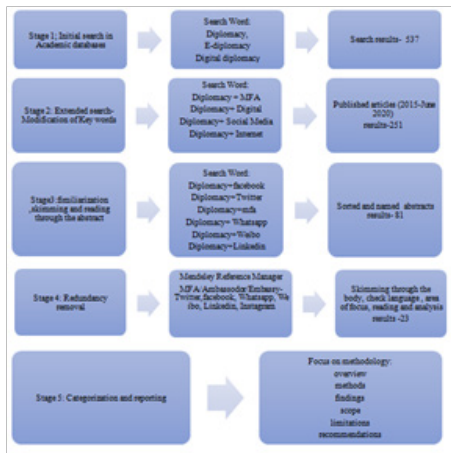 Stage 1; Initial search in
Academic databases
Search Word:
Diplomacy,
E-diplomacy
Digital diplomacy
Search results- 537
Stage 2: Extended search-
Modification of Key words
Search Word:
Diplomacy + MFA
Diplomacy+ Digital
Diplomacy+ Social Media
Diplomacy+ Internet
Published articles (2015-June
2020)
results-251
Stage3 :fimiliarization
,skimming and reading
through the abstract
Search Word:
Diplomacy+facebook
Diplomacy+Twitter
Diplomacy+mfa
Diplomacy+ Whatsapp
Diplomacy+Weibo
Diplomacy+Linkedin
Sorted and named abstracts
results- 81
Stage 4: Redundancy
removal
Mendeley Reference Manager
MFA/Ambassador/Embassy-
Twitter,facebook, Whatsapp, We
ibo, Linkedin, Instagram
Skimming through the
body, check language , area
of focus, reading and analysis
results -23
Stage 5: Categorization and reporting
Focus on methodology:
overview
methods
findings
scope
limitations
recommendations